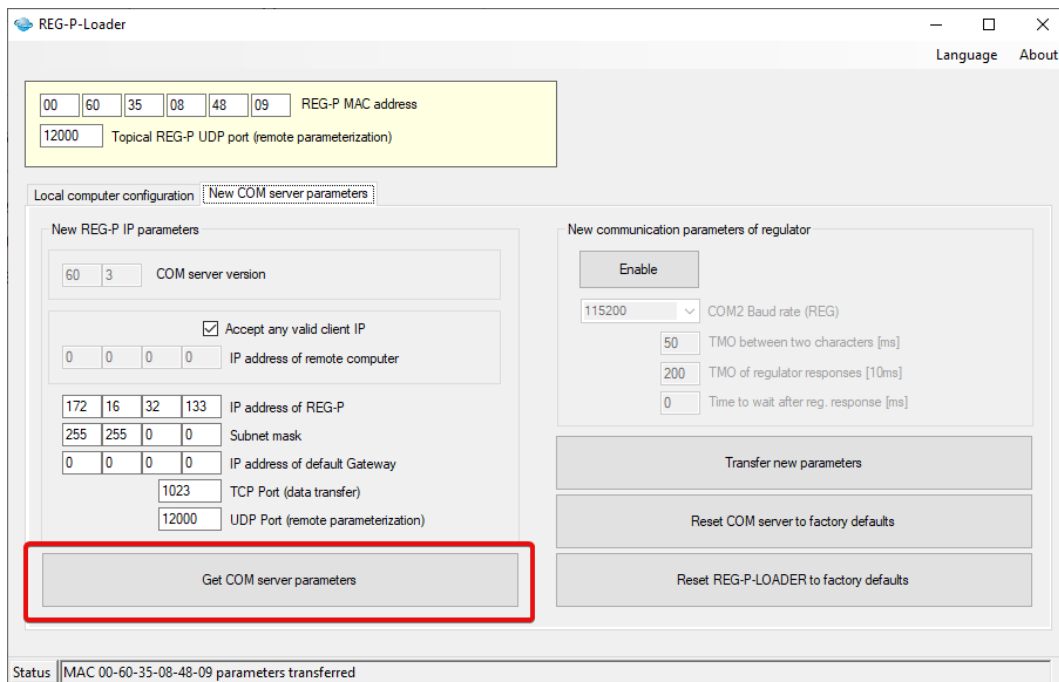 REG-P-Loader
Language About
00 60 35 08 48 09 REG-P MAC address
12000 Topical REG-P UDP port (remote parameterization)
Local computer configuration New COM server parameters
New REG-P IP parameters
60 3 COM server version
Accept any valid client IP
0 0 0 0 IP address of remote computer
172 16 32 133 IP address of REG-P
255 255 0 0 Subnet mask
0 0 0 0 IP address of default Gateway
1023 TCP Port (data transfer)
12000 UDP Port (remote parameterization)
Get COM server parameters
New communication parameters of regulator
Enable
115200 COM2 Baud rate (REG)
50 TMO between two characters [ms]
200 TMO of regulator responses [10ms]
0 Time to wait after reg. response [ms]
Transfer new parameters
Reset COM server to factory defaults
Reset REG-P-LOADER to factory defaults
Status MAC 00-60-35-08-48-09 parameters transferred